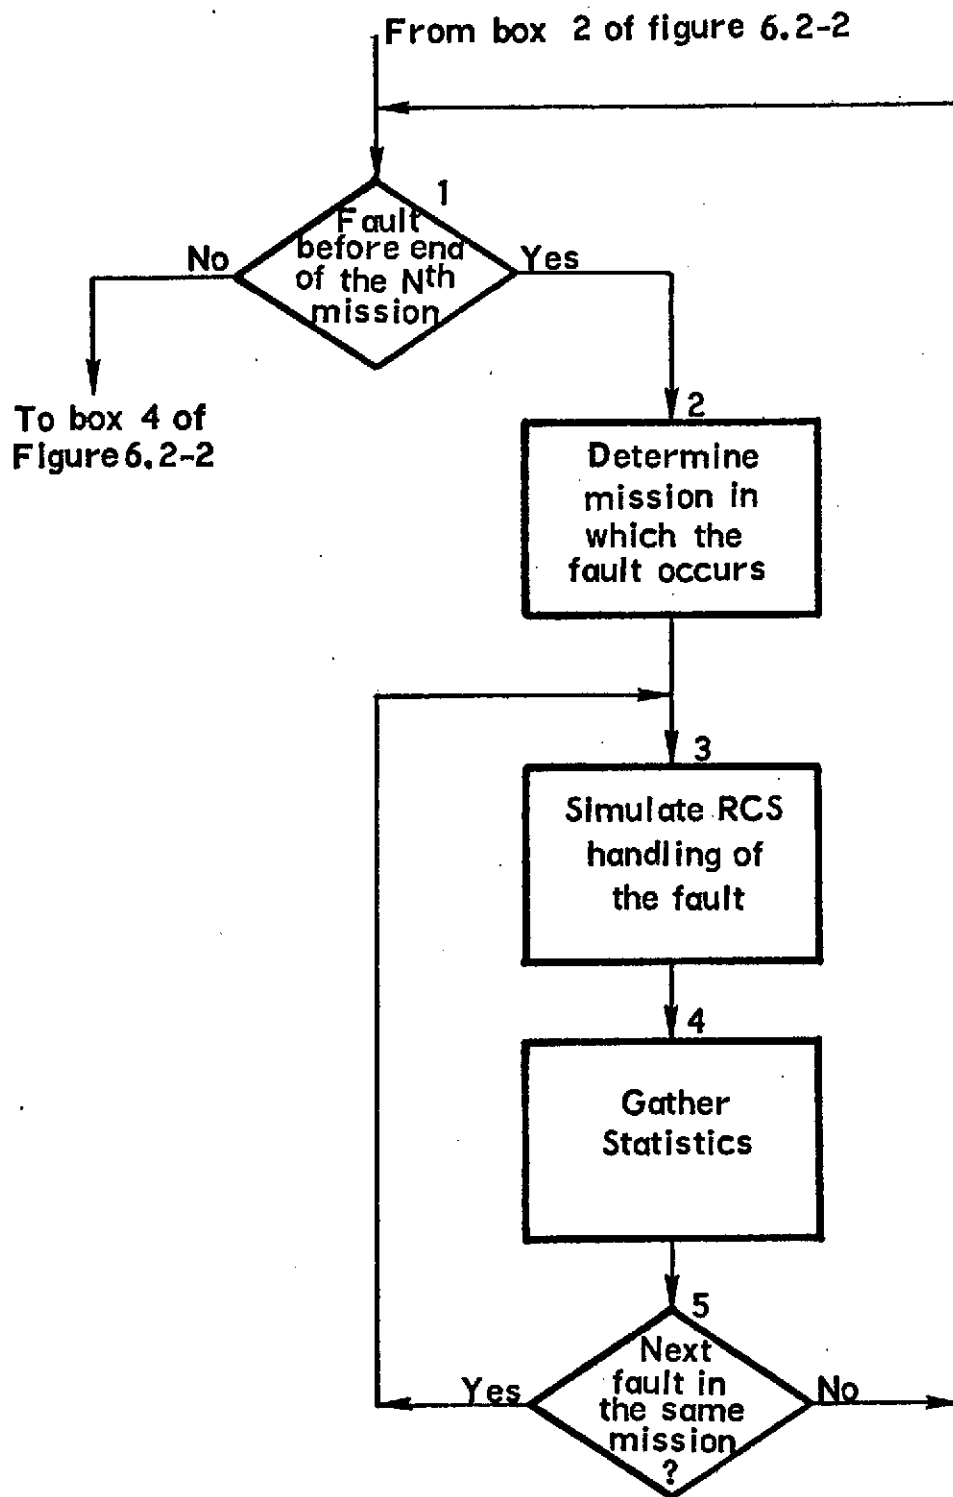 From box 2 of figure 6.2-2
1
Fault
before end
of the Nth
mission
No
Yes
To box 4 of
Figure 6.2-2
2
Determine
mission in
which the
fault occurs
3
Simulate RCS
handling of
the fault
4
Gather
Statistics
5
Next
fault in
the same
mission
?
Yes
No